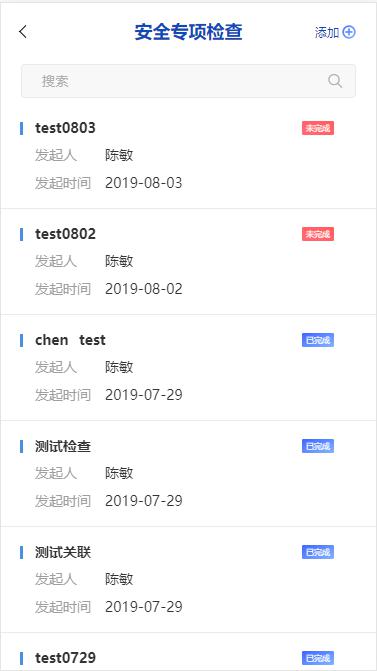 安全专项检查 添加
搜索
test0803 未完成
发起人 陈敏
发起时间 2019-08-03
test0802 未完成
发起人 陈敏
发起时间 2019-08-02
chen test 已完成
发起人 陈敏
发起时间 2019-07-29
测试检查 已完成
发起人 陈敏
发起时间 2019-07-29
测试关联 已完成
发起人 陈敏
发起时间 2019-07-29
test0729 已完成